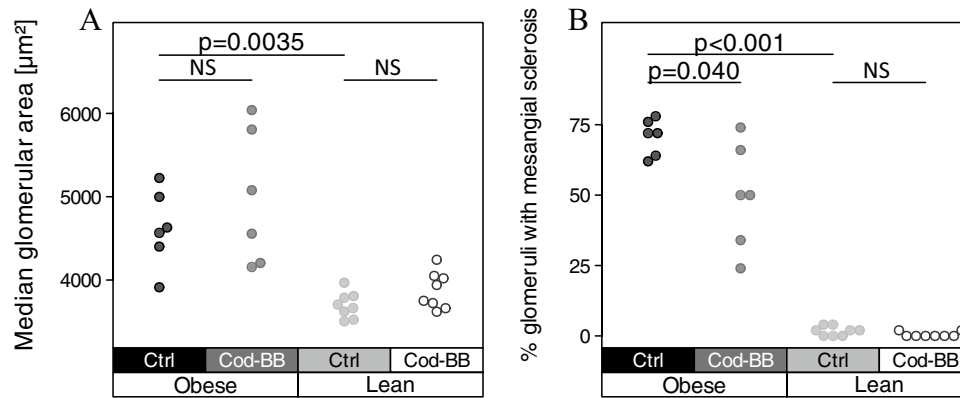 A
Median glomerular area [µm²]
p=0.0035
NS
NS
6000
5000
4000
Ctrl
Cod-BB
Ctrl
Cod-BB
Obese
Lean
B
% glomeruli with mesangial sclerosis
p<0.001
p=0.040
NS
75
50
25
0
Ctrl
Cod-BB
Ctrl
Cod-BB
Obese
Lean